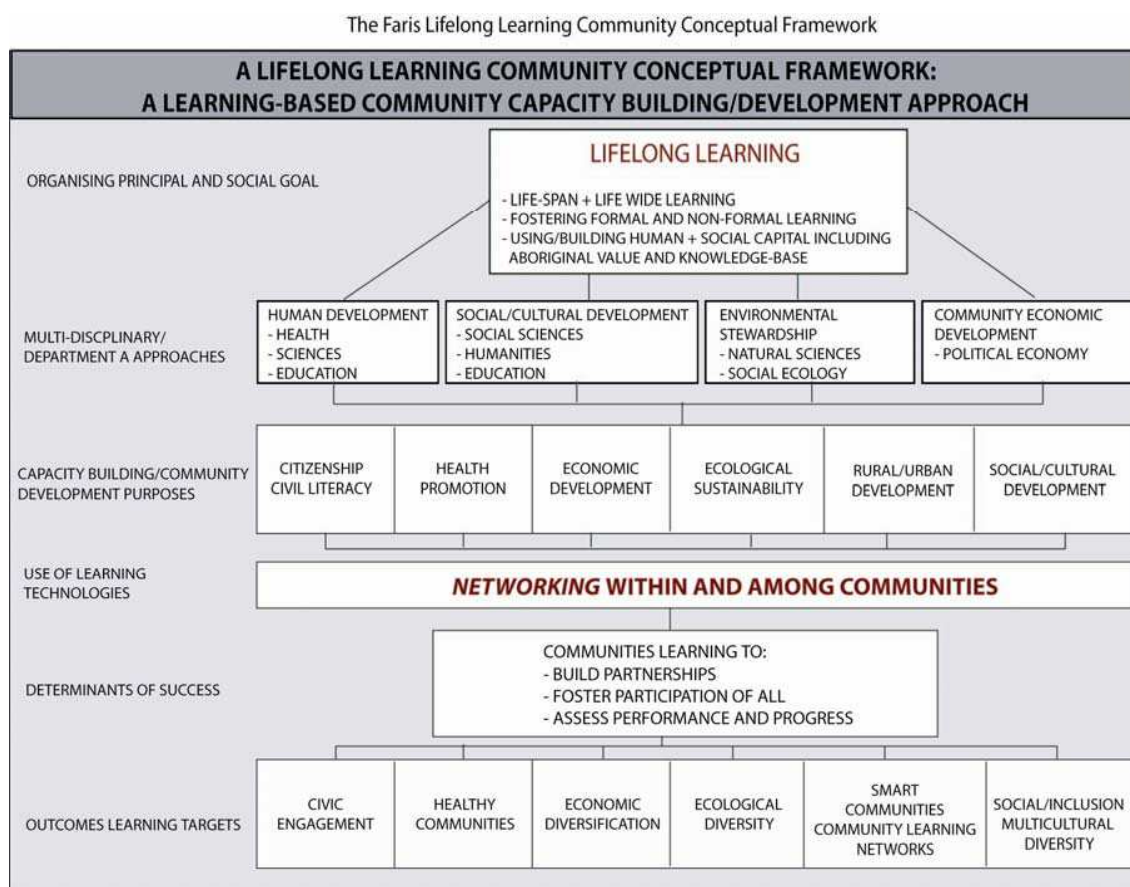 The Faris Lifelong Learning Community Conceptual Framework
A LIFELONG LEARNING COMMUNITY CONCEPTUAL FRAMEWORK:
A LEARNING-BASED COMMUNITY CAPACITY BUILDING/DEVELOPMENT APPROACH
ORGANISING PRINCIPAL AND SOCIAL GOAL
LIFELONG LEARNING
- LIFE-SPAN + LIFE WIDE LEARNING
- FOSTERING FORMAL AND NON-FORMAL LEARNING
- USING/BUILDING HUMAN + SOCIAL CAPITAL INCLUDING
ABORIGINAL VALUE AND KNOWLEDGE-BASE
MULTI-DISCPLINARY/
DEPARTMENT A APPROACHES
HUMAN DEVELOPMENT
- HEALTH
- SCIENCES
- EDUCATION
SOCIAL/CULTURAL DEVELOPMENT
- SOCIAL SCIENCES
- HUMANITIES
- EDUCATION
ENVIRONMENTAL
STEWARDSHIP
- NATURAL SCIENCES
- SOCIAL ECOLOGY
COMMUNITY ECONOMIC
DEVELOPMENT
- POLITICAL ECONOMY
CAPACITY BUILDING/COMMUNITY
DEVELOPMENT PURPOSES
CITIZENSHIP
CIVIL LITERACY
HEALTH
PROMOTION
ECONOMIC
DEVELOPMENT
ECOLOGICAL
SUSTAINABILITY
RURAL/URBAN
DEVELOPMENT
SOCIAL/CULTURAL
DEVELOPMENT
USE OF LEARNING
TECHNOLOGIES
NETWORKING WITHIN AND AMONG COMMUNITIES
DETERMINANTS OF SUCCESS
COMMUNITIES LEARNING TO:
- BUILD PARTNERSHIPS
- FOSTER PARTICIPATION OF ALL
- ASSESS PERFORMANCE AND PROGRESS
OUTCOMES LEARNING TARGETS
CIVIC
ENGAGEMENT
HEALTHY
COMMUNITIES
ECONOMIC
DIVERSIFICATION
ECOLOGICAL
DIVERSITY
SMART
COMMUNITIES
COMMUNITY LEARNING
NETWORKS
SOCIAL/INCLUSION
MULTICULTURAL
DIVERSITY